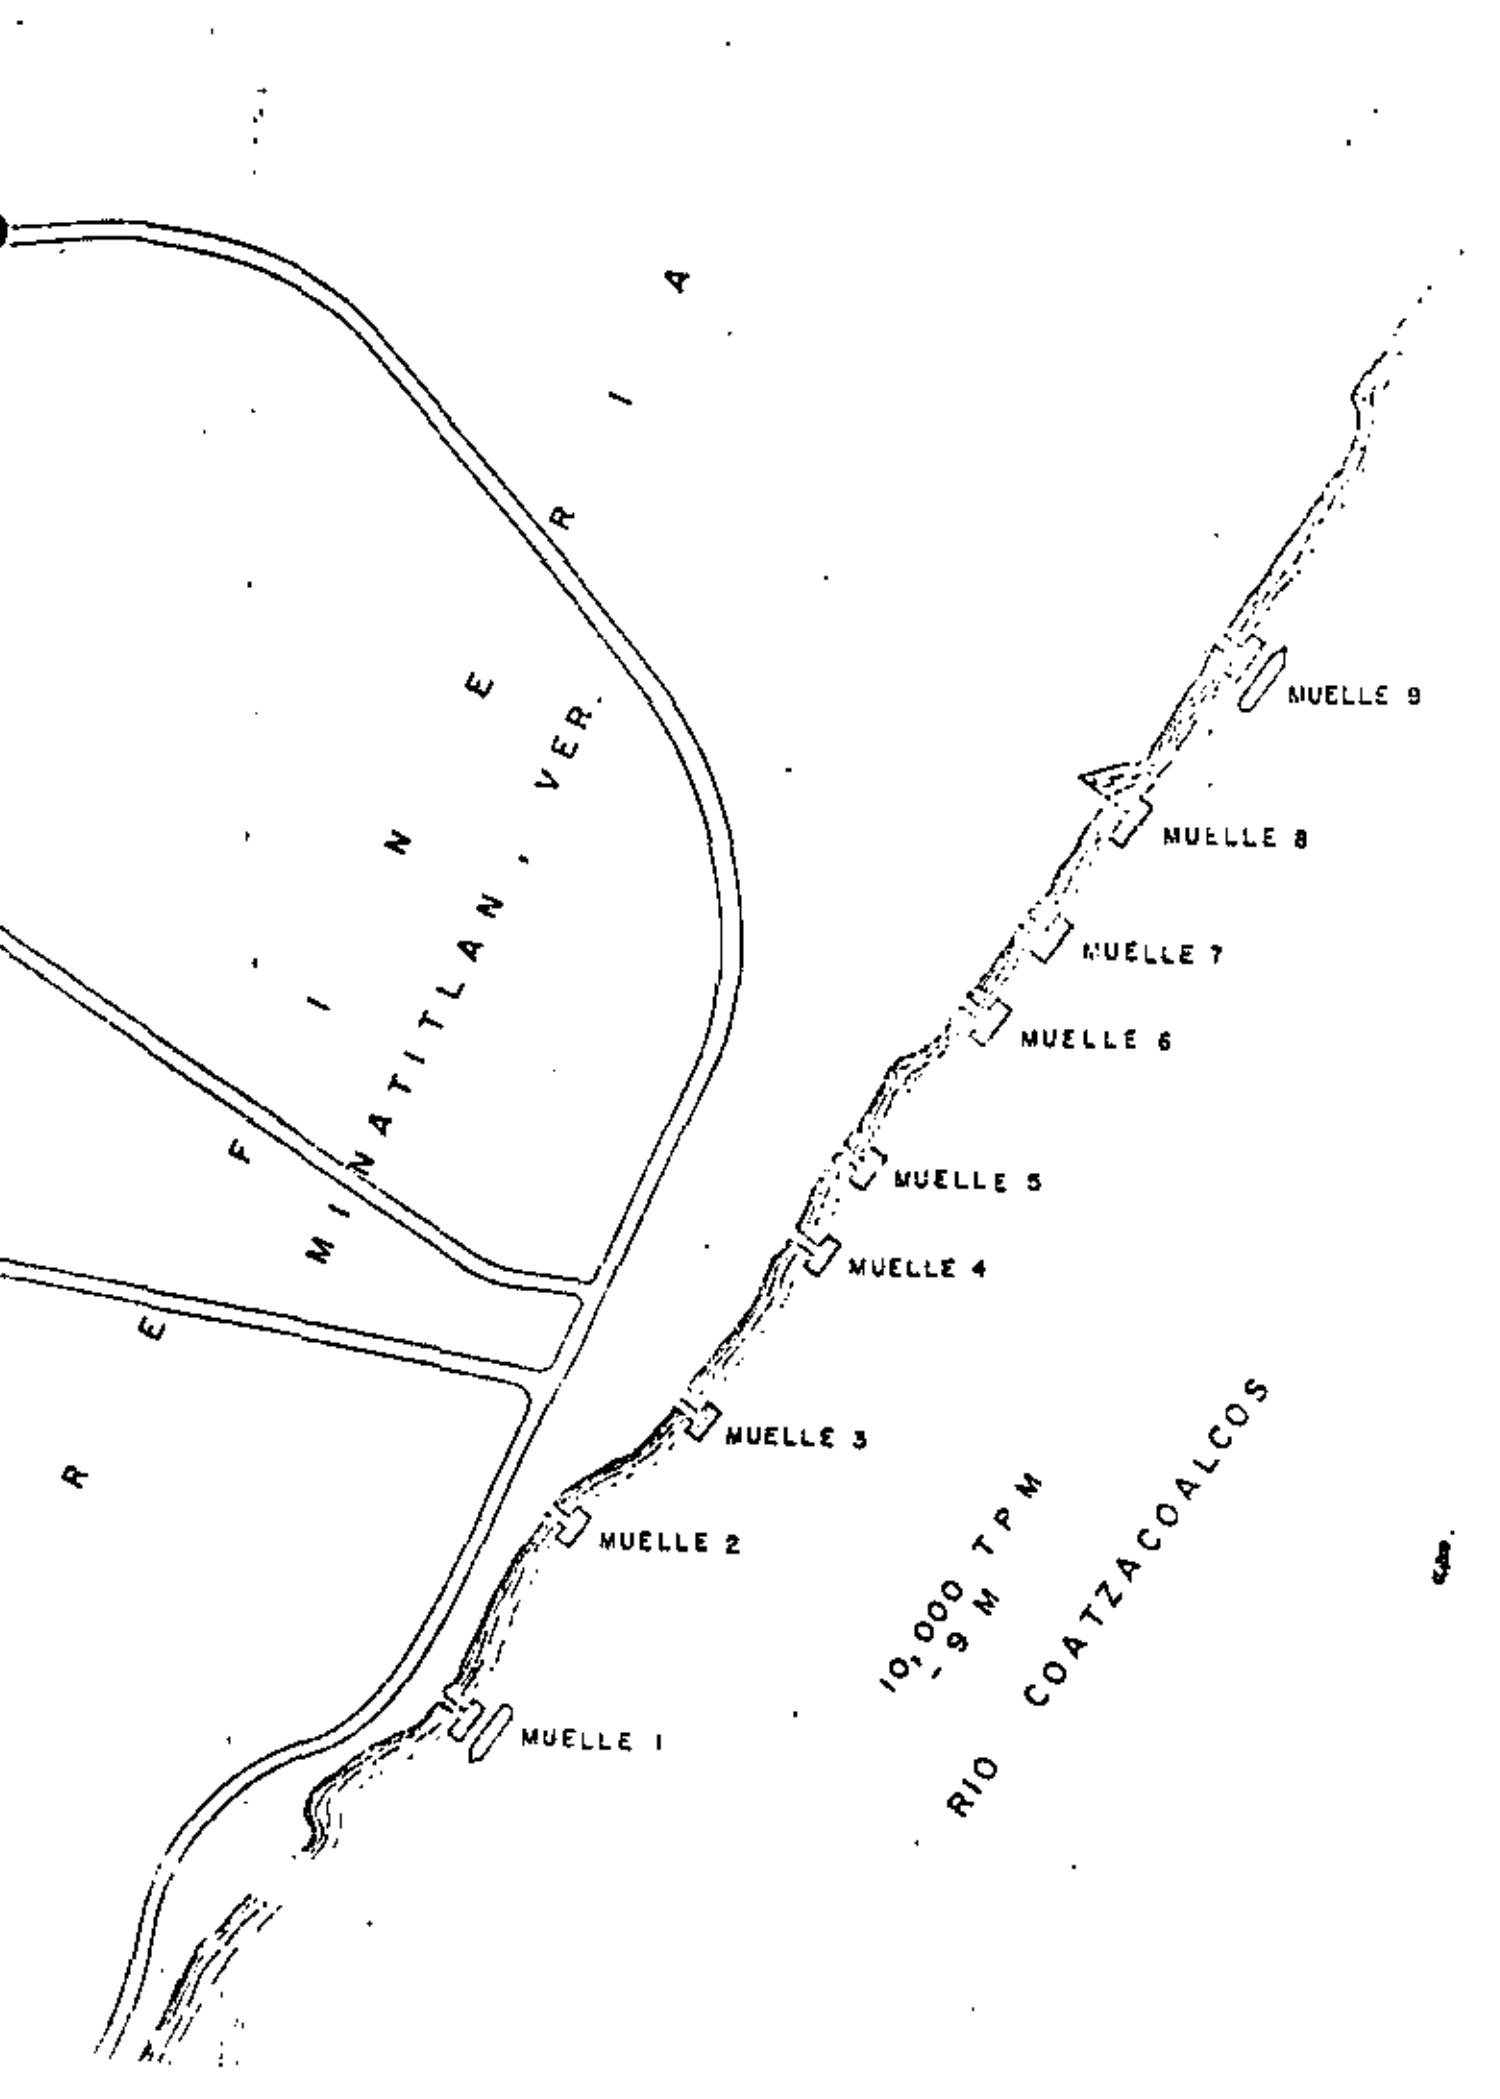 REFINERIA
MINATITLAN, VER.
MUELLE 9
MUELLE 8
MUELLE 7
MUELLE 6
MUELLE 5
MUELLE 4
MUELLE 3
MUELLE 2
MUELLE 1
10,000 TPM
- 9 M
RIO COATZACOALCOS